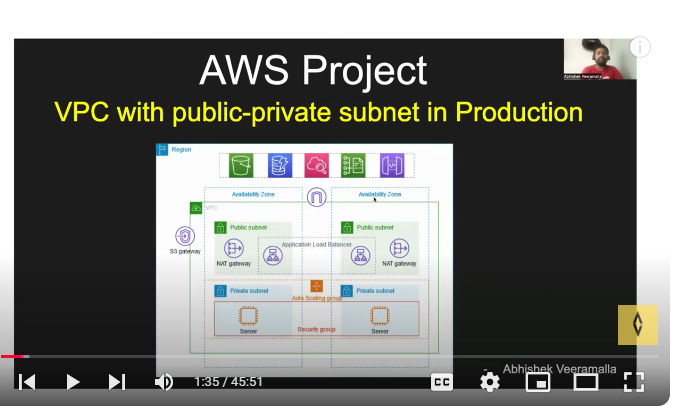 AWS Project
Abhishek Veeramalla
VPC with public-private subnet in Production
Region
Availability Zone
Availability Zone
VPC
Public subnet
Public subnet
S3 gateway
Application Load Balancer
NAT gateway
NAT gateway
Private subnet
Private subnet
Auto Scaling group
Server
Security group
Server
- Abhishek Veeramalla
1:35 / 45:51
CC